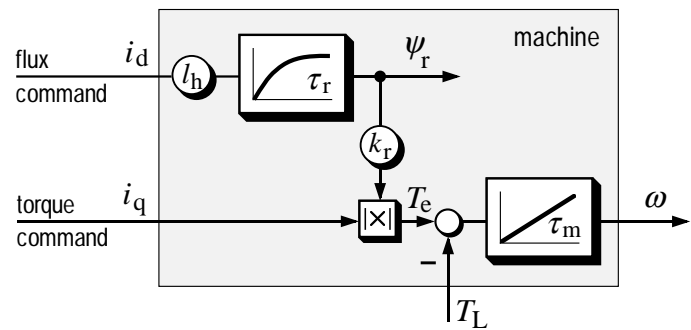 machine
flux
command
i_d
l_h
τ_r
ψ_r
k_r
torque
command
i_q
|×|
T_e
τ_m
ω
−
T_L